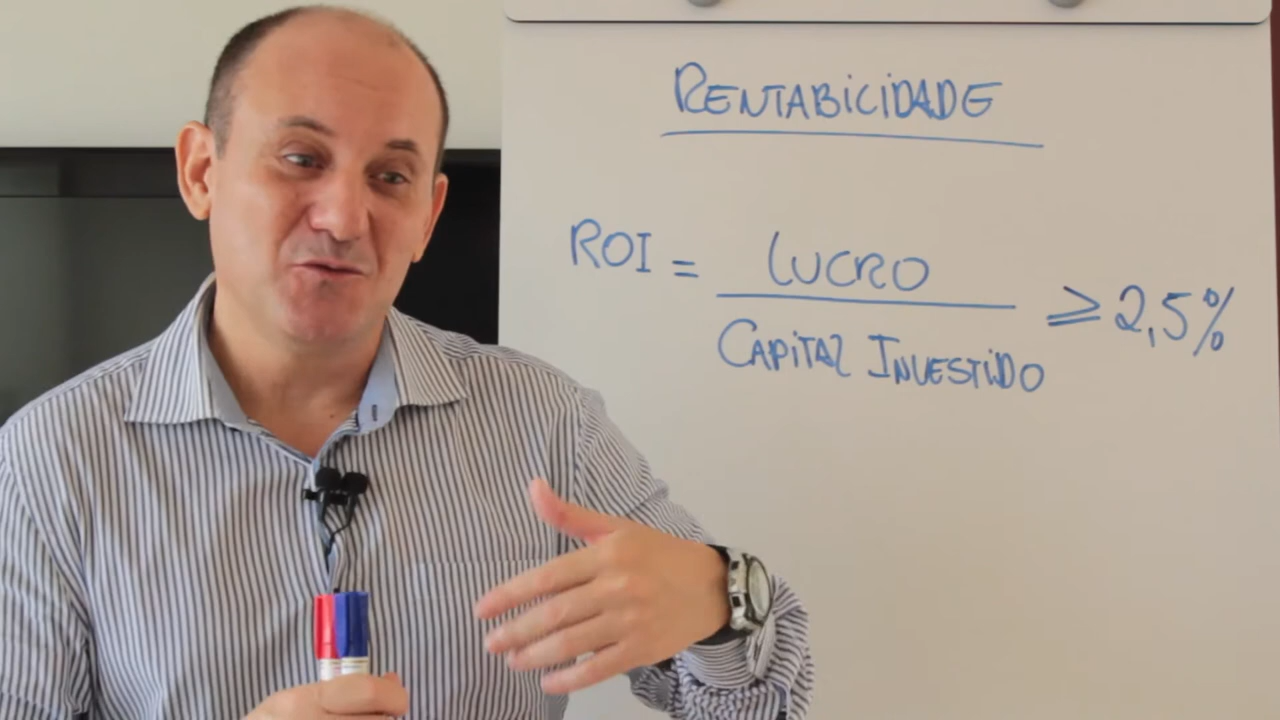 RENTABILIDADE
ROI = LUCRO
CAPITAL INVESTIDO
≥ 2,5%